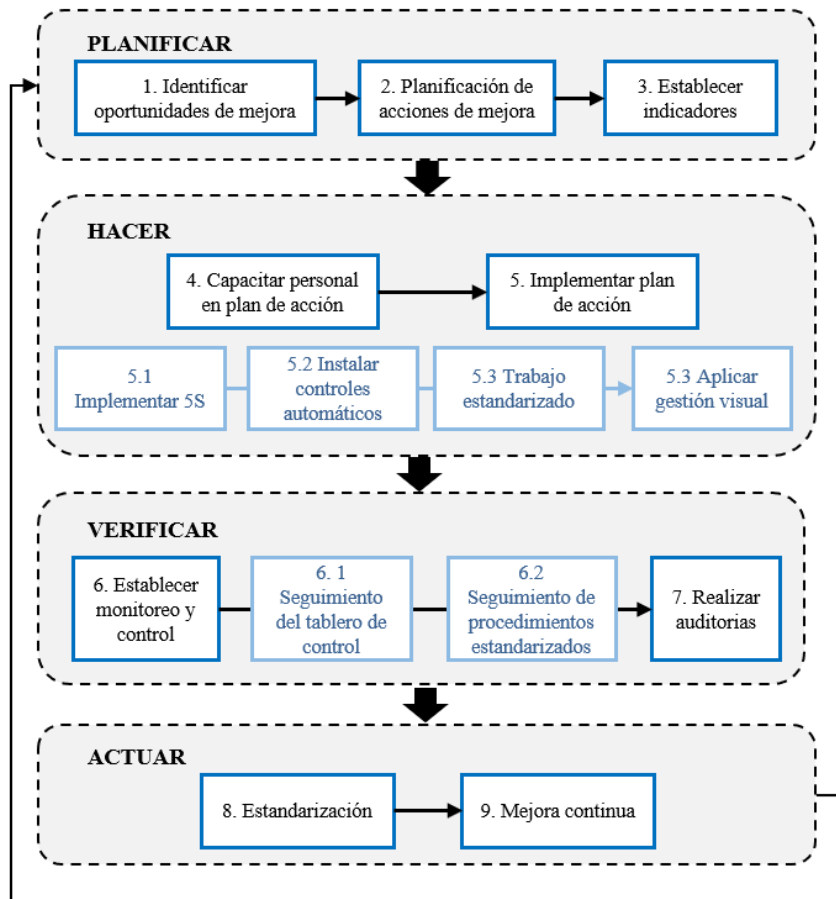 PLANIFICAR
1. Identificar
oportunidades de mejora
2. Planificación de
acciones de mejora
3. Establecer
indicadores
HACER
4. Capacitar personal
en plan de acción
5. Implementar plan
de acción
5.1
Implementar 5S
5.2 Instalar
controles
automáticos
5.3 Trabajo
estandarizado
5.3 Aplicar
gestión visual
VERIFICAR
6. Establecer
monitoreo y
control
6. 1
Seguimiento
del tablero de
control
6.2
Seguimiento de
procedimientos
estandarizados
7. Realizar
auditorias
ACTUAR
8. Estandarización
9. Mejora continua